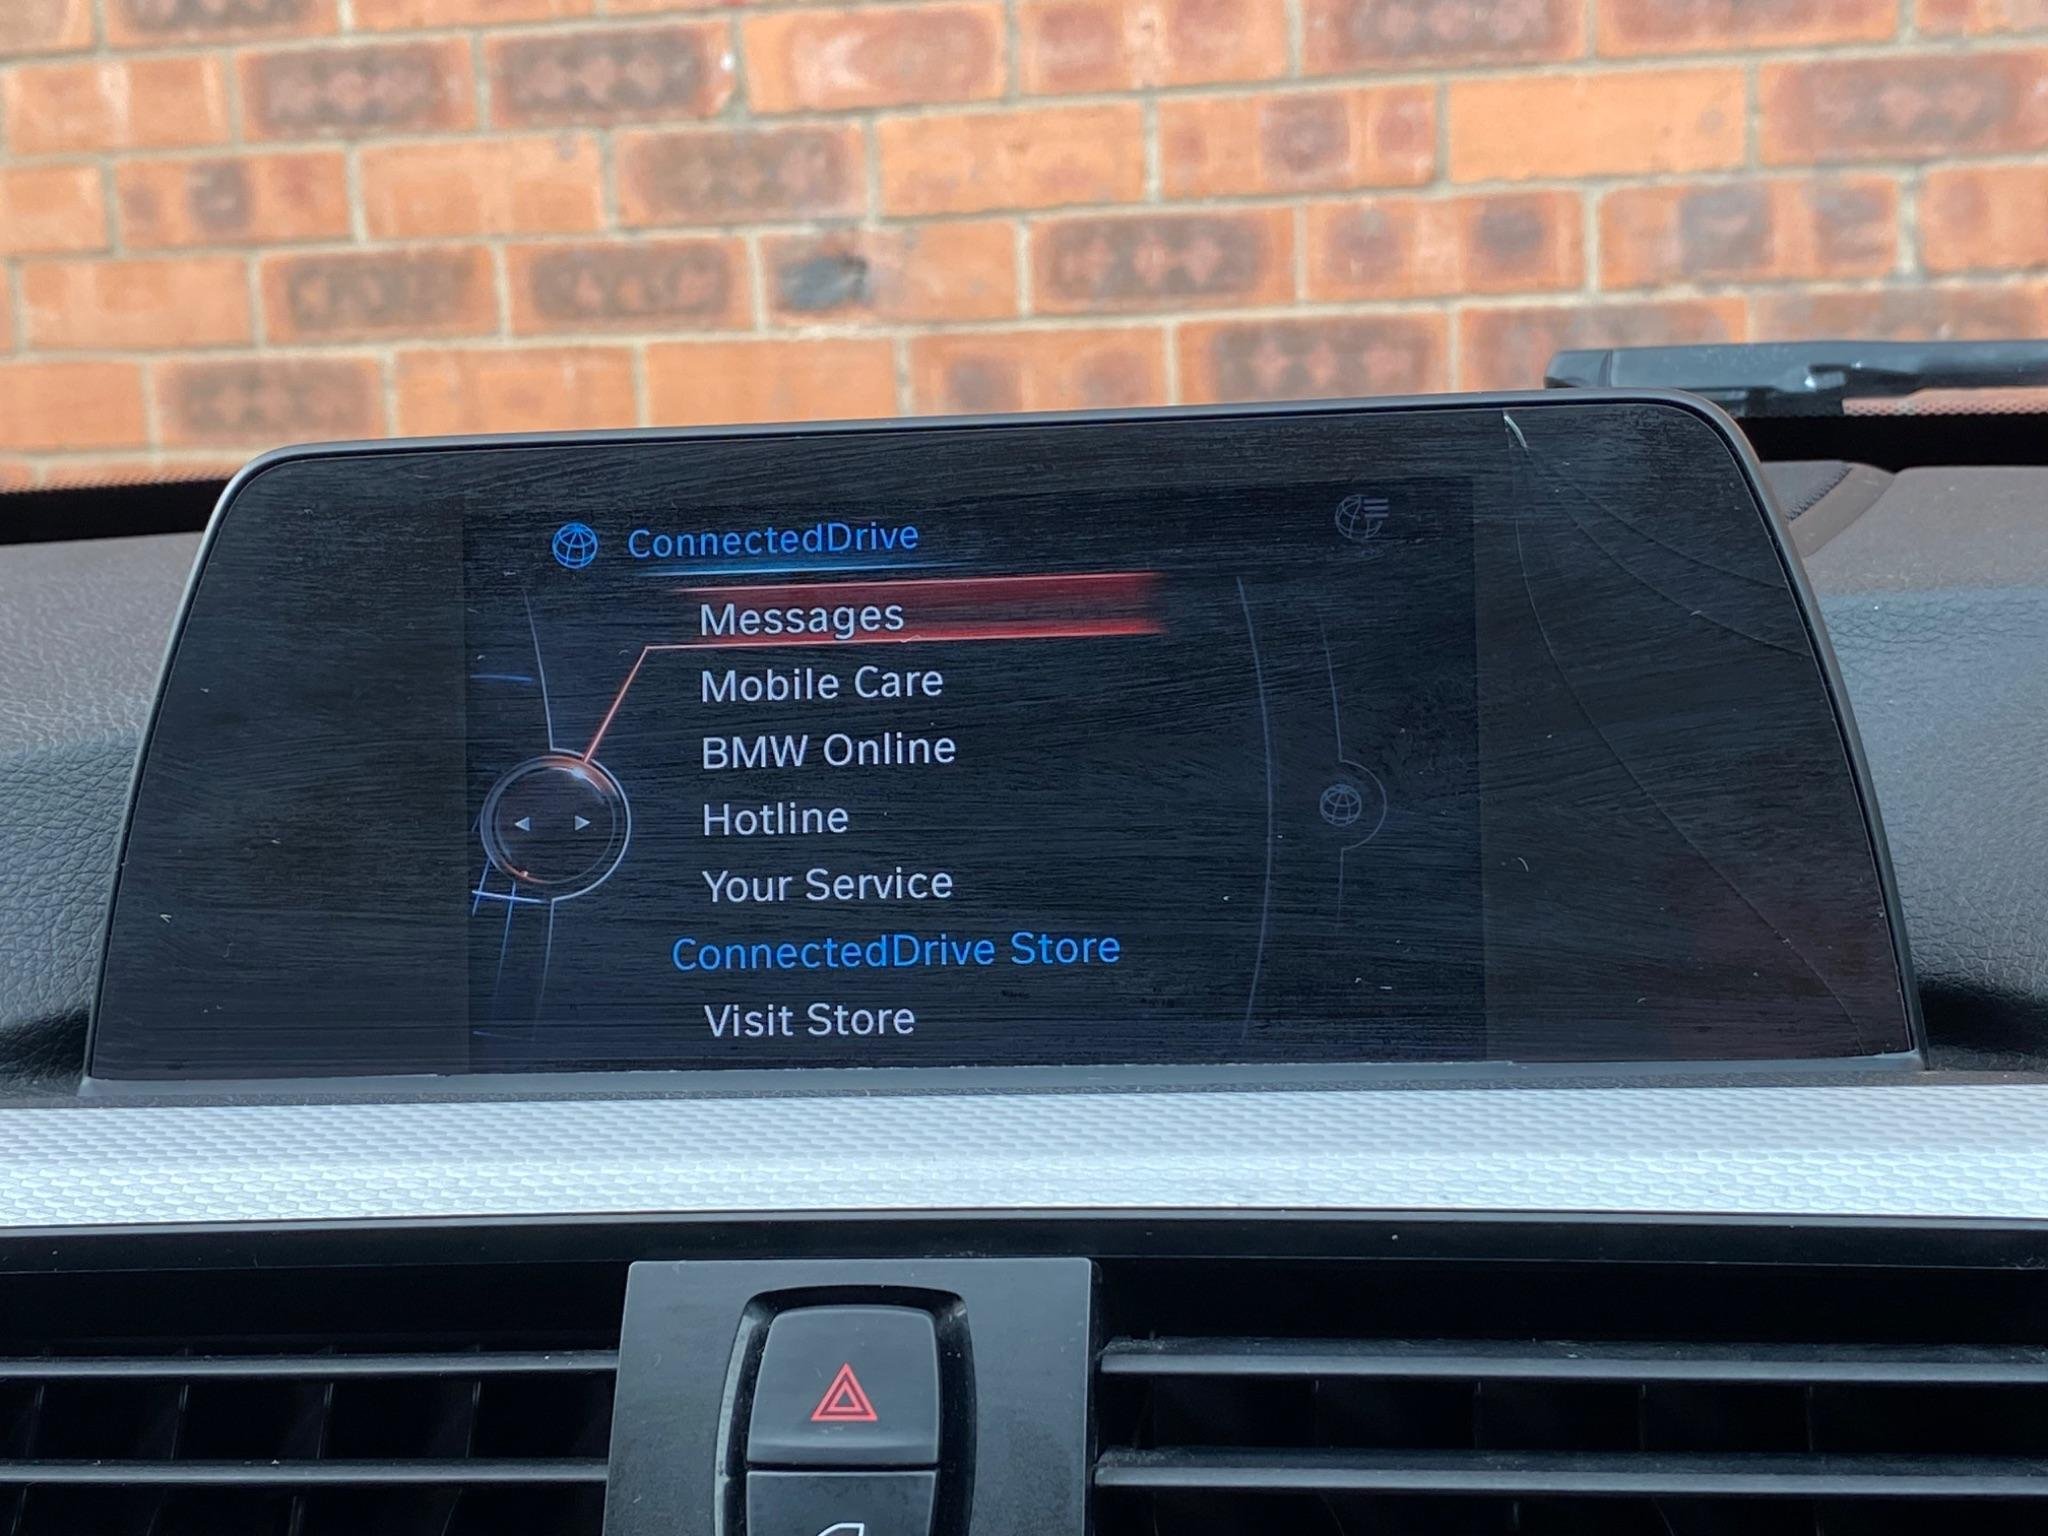 ConnectedDrive
Messages
Mobile Care
BMW Online
Hotline
Your Service
ConnectedDrive Store
Visit Store